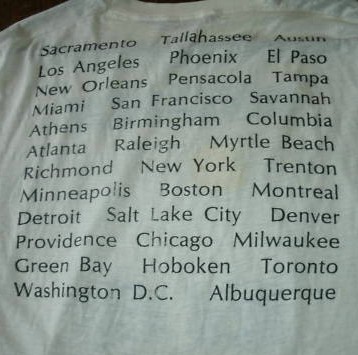 Sacramento Tallahassee Austin
Los Angeles Phoenix El Paso
New Orleans Pensacola Tampa
Miami San Francisco Savannah
Athens Birmingham Columbia
Atlanta Raleigh Myrtle Beach
Richmond New York Trenton
Minneapolis Boston Montreal
Detroit Salt Lake City Denver
Providence Chicago Milwaukee
Green Bay Hoboken Toronto
Washington D.C. Albuquerque